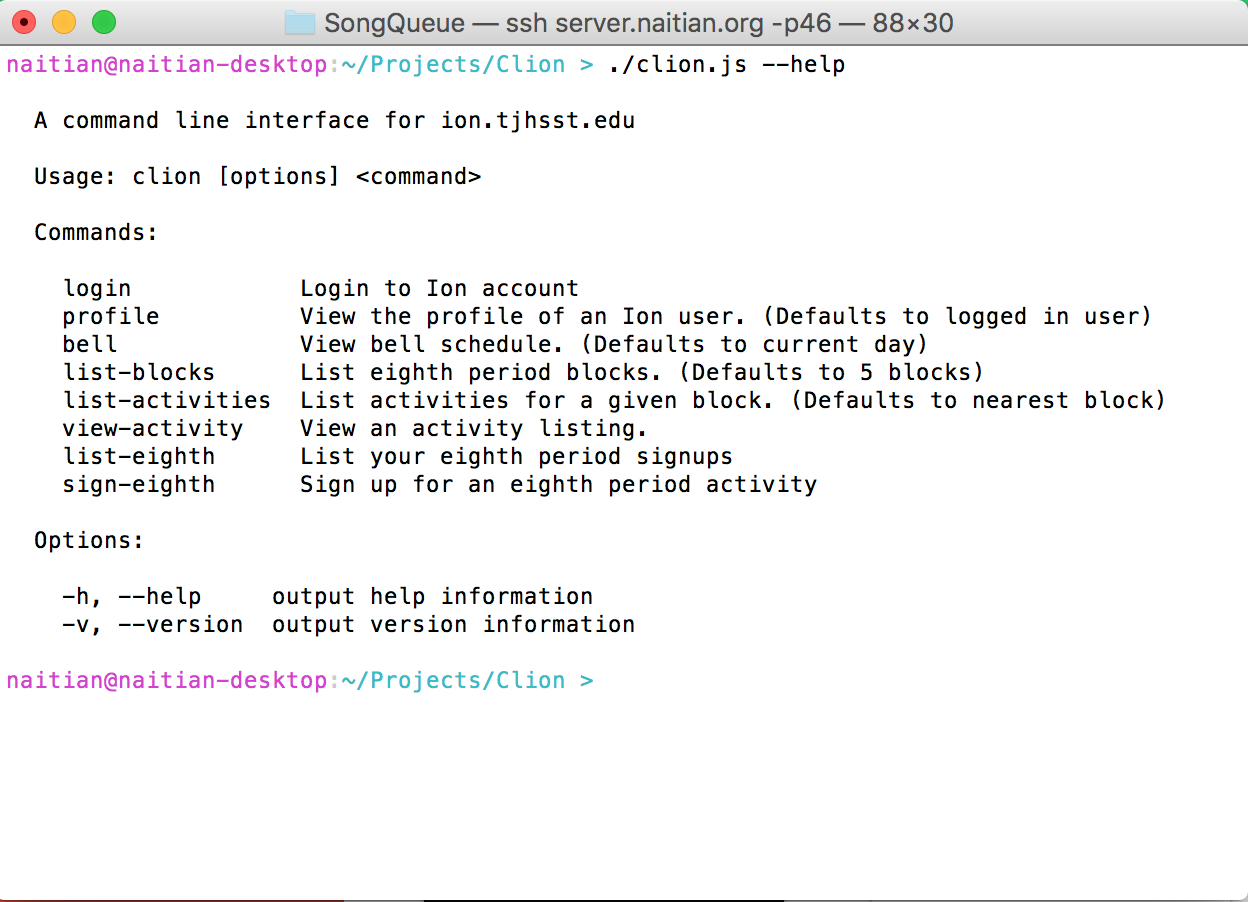 SongQueue — ssh server.naitian.org -p46 — 88×30
naitian@naitian-desktop:~/Projects/Clion > ./clion.js --help
A command line interface for ion.tjhsst.edu
Usage: clion [options] <command>
Commands:
login Login to Ion account
profile View the profile of an Ion user. (Defaults to logged in user)
bell View bell schedule. (Defaults to current day)
list-blocks List eighth period blocks. (Defaults to 5 blocks)
list-activities List activities for a given block. (Defaults to nearest block)
view-activity View an activity listing.
list-eighth List your eighth period signups
sign-eighth Sign up for an eighth period activity
Options:
-h, --help output help information
-v, --version output version information
naitian@naitian-desktop:~/Projects/Clion >